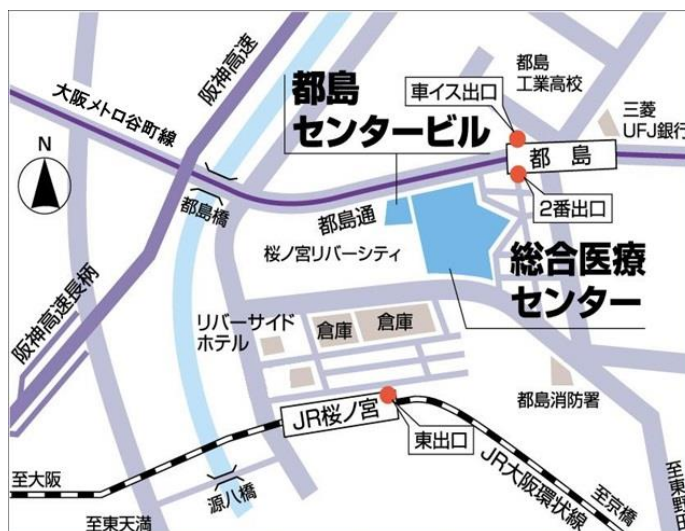 大阪メトロ谷町線
阪神高速
都島
センタービル
車イス出口
都島
工業高校
三菱
UFJ銀行
都島
2番出口
N
都島橋
都島通
桜ノ宮リバーシティ
総合医療
センター
阪神高速長柄
リバーサイド
ホテル
倉庫
倉庫
都島消防署
JR桜ノ宮
東出口
JR大阪環状線
至大阪
源八橋
至東天満
至京橋
至東野田